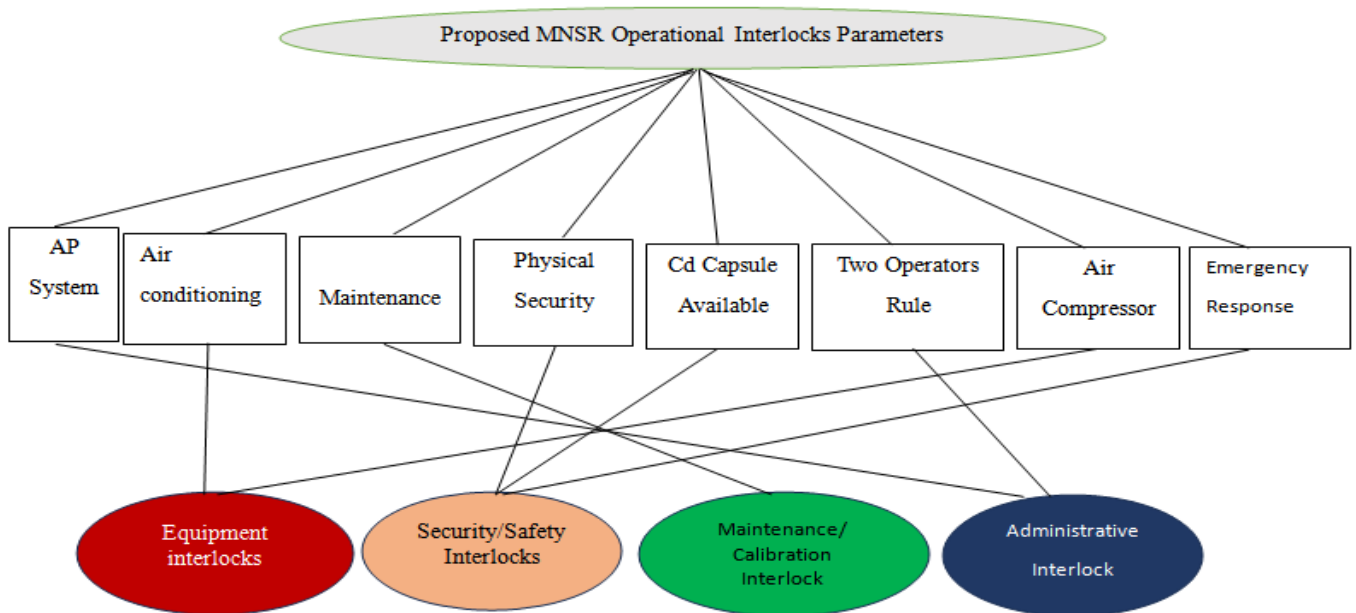 Proposed MNSR Operational Interlocks Parameters
AP
System
Air
conditioning
Maintenance
Physical
Security
Cd Capsule
Available
Two Operators
Rule
Air
Compressor
Emergency
Response
Equipment
interlocks
Security/Safety
Interlocks
Maintenance/
Calibration
Interlock
Administrative
Interlock